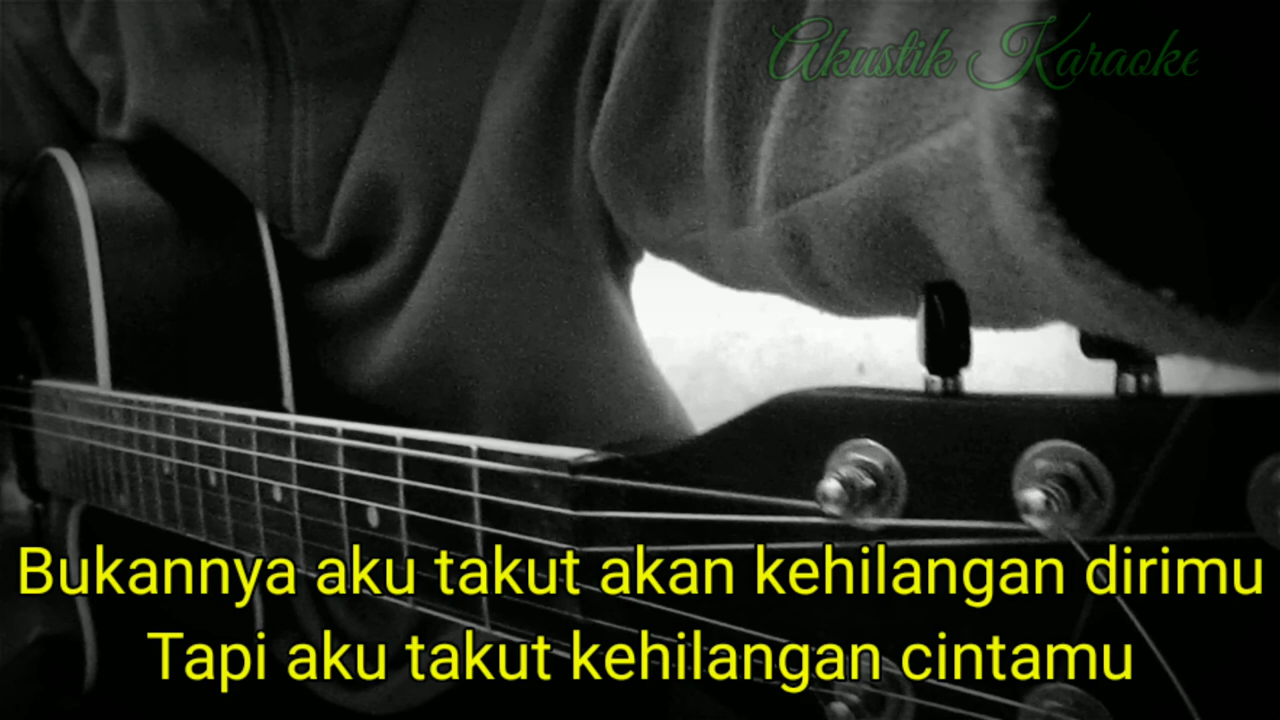 Akustik Karaoke
Bukannya aku takut akan kehilangan dirimu
Tapi aku takut kehilangan cintamu